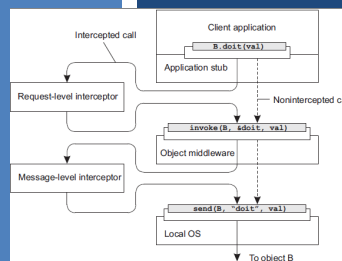 Client application
Intercepted call
B.doit(val)
Application stub
Request-level interceptor
Nonintercepted c
invoke(B, &doit, val)
Object middleware
Message-level interceptor
send(B, "doit", val)
Local OS
To object B